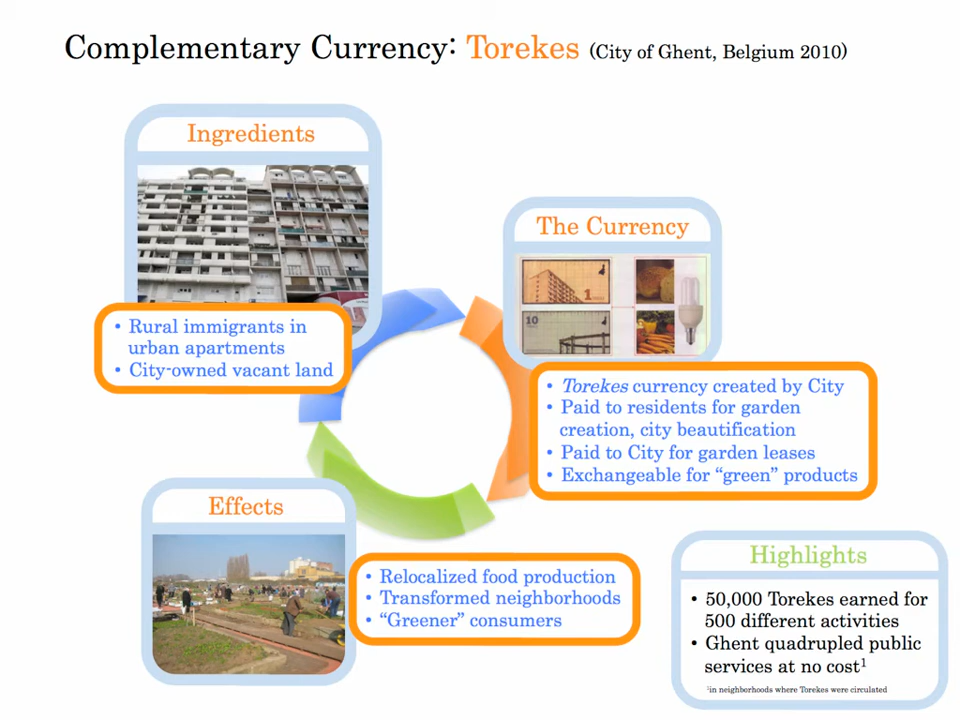 Complementary Currency: Torekes (City of Ghent, Belgium 2010)
Ingredients
• Rural immigrants in
urban apartments
• City-owned vacant land
The Currency
1
10
• Torekes currency created by City
• Paid to residents for garden
creation, city beautification
• Paid to City for garden leases
• Exchangeable for “green” products
Effects
• Relocalized food production
• Transformed neighborhoods
• “Greener” consumers
Highlights
• 50,000 Torekes earned for
500 different activities
• Ghent quadrupled public
services at no cost¹
¹in neighborhoods where Torekes were circulated